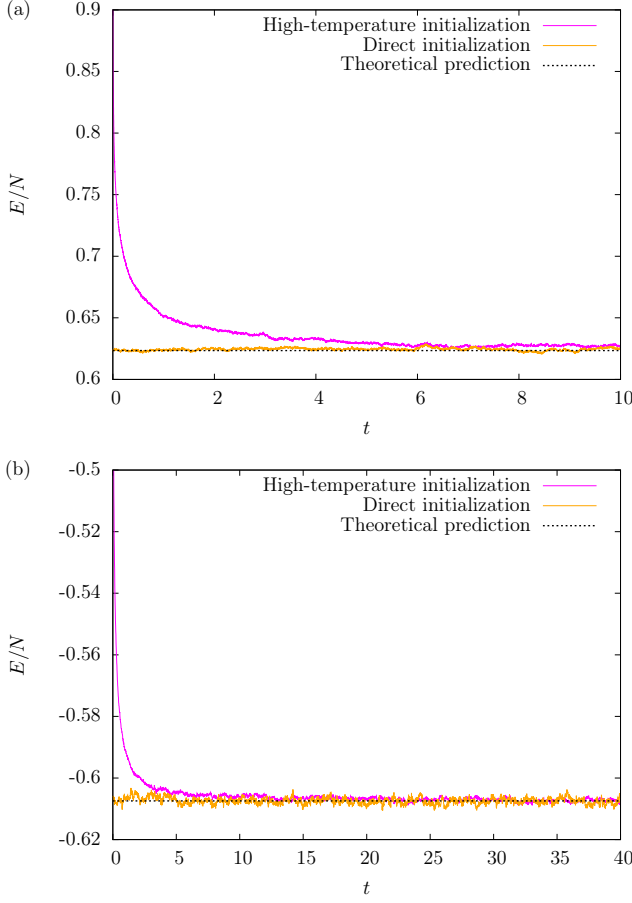 (a)
0.9
0.85
0.8
0.75
0.7
0.65
0.6
E/N
High-temperature initialization
Direct initialization
Theoretical prediction
0 2 4 6 8 10
t
(b)
-0.5
-0.52
-0.54
-0.56
-0.58
-0.6
-0.62
E/N
High-temperature initialization
Direct initialization
Theoretical prediction
0 5 10 15 20 25 30 35 40
t